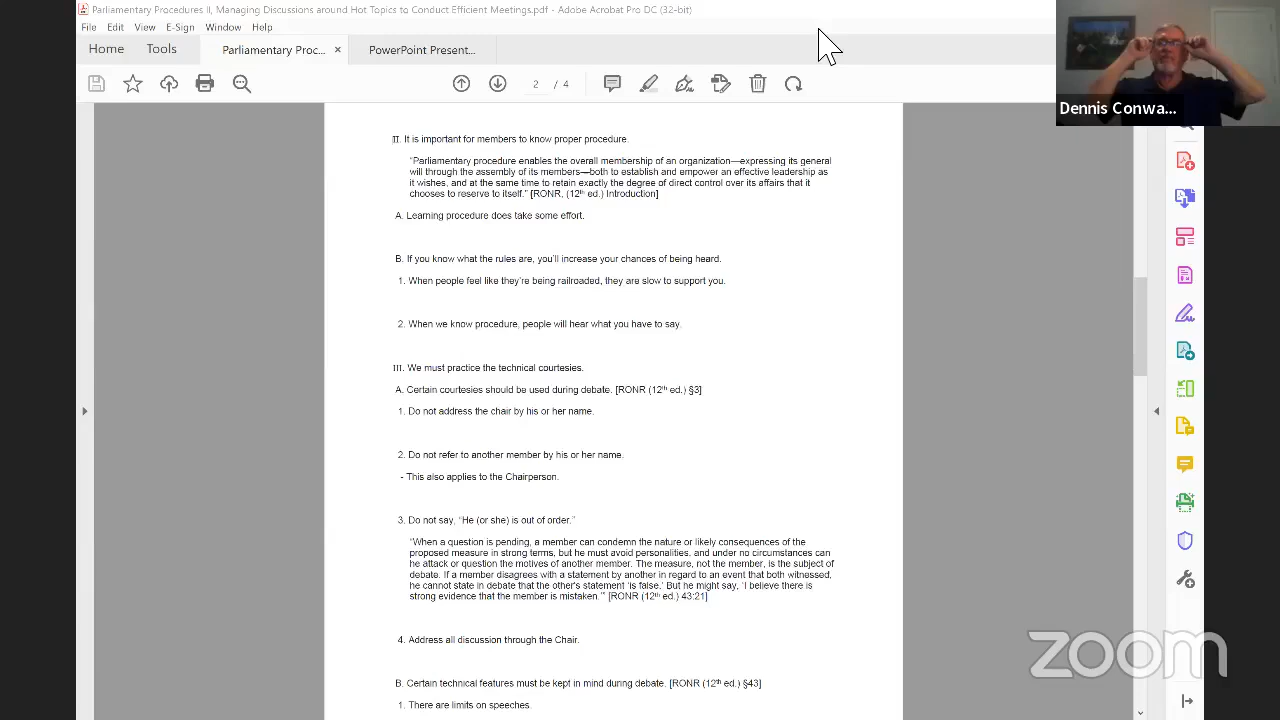 Parliamentary Procedures II, Managing Discussions around Hot Topics to Conduct Efficient Meetings.pdf - Adobe Acrobat Pro DC (32-bit)
File Edit View E-Sign Window Help
Home Tools Parliamentary Proc... × PowerPoint Present...
2 / 4
Dennis Conwa...
II. It is important for members to know proper procedure.
“Parliamentary procedure enables the overall membership of an organization—expressing its general
will through the assembly of its members—both to establish and empower an effective leadership as
it wishes, and at the same time to retain exactly the degree of direct control over its affairs that it
chooses to reserve to itself.” [RONR, (12th ed.) Introduction]
A. Learning procedure does take some effort.
B. If you know what the rules are, you’ll increase your chances of being heard.
1. When people feel like they’re being railroaded, they are slow to support you.
2. When we know procedure, people will hear what you have to say.
III. We must practice the technical courtesies.
A. Certain courtesies should be used during debate. [RONR (12th ed.) §3]
1. Do not address the chair by his or her name.
2. Do not refer to another member by his or her name.
- This also applies to the Chairperson.
3. Do not say, “He (or she) is out of order.”
“When a question is pending, a member can condemn the nature or likely consequences of the
proposed measure in strong terms, but he must avoid personalities, and under no circumstances can
he attack or question the motives of another member. The measure, not the member, is the subject of
debate. If a member disagrees with a statement by another in regard to an event that both witnessed,
he cannot state in debate that the other’s statement ‘is false.’ But he might say, ‘I believe there is
strong evidence that the member is mistaken.’” [RONR (12th ed.) 43:21]
4. Address all discussion through the Chair.
B. Certain technical features must be kept in mind during debate. [RONR (12th ed.) §43]
1. There are limits on speeches.
zoom